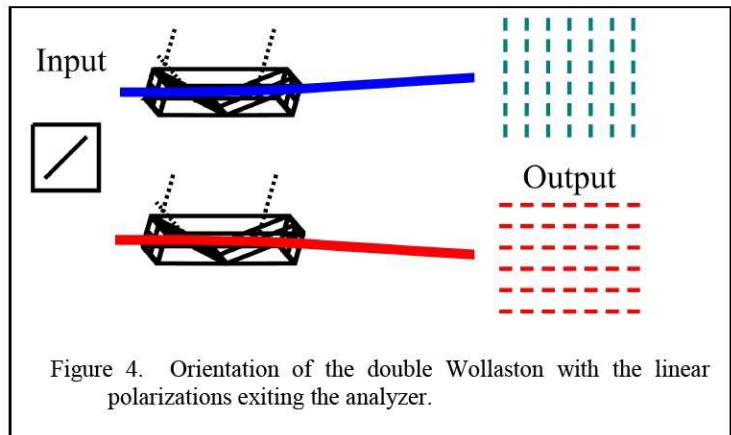 Input
Output
Figure 4. Orientation of the double Wollaston with the linear
polarizations exiting the analyzer.